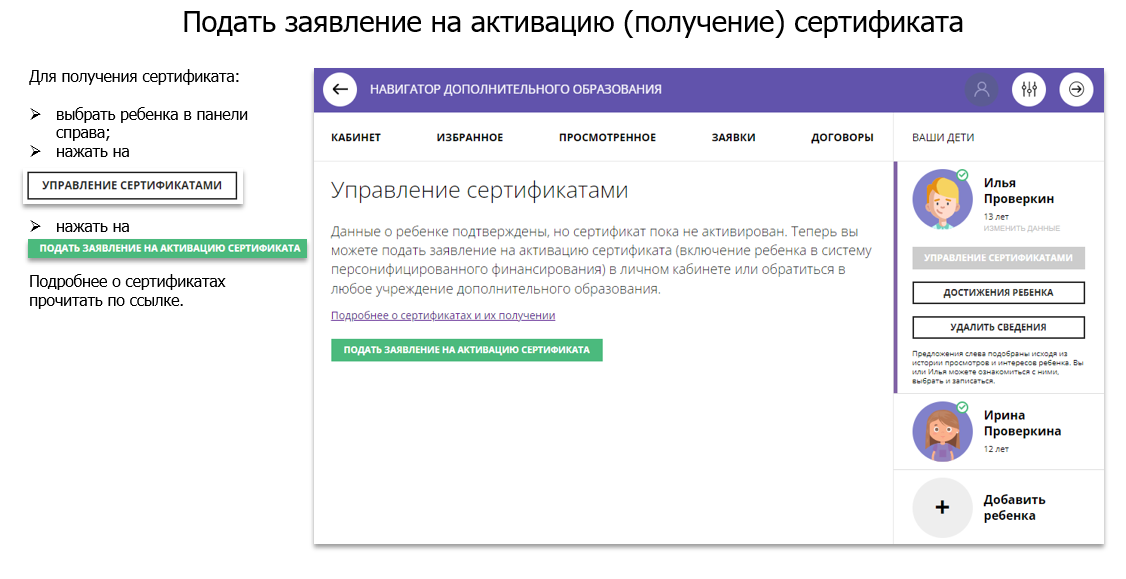 Подать заявление на активацию (получение) сертификата
Для получения сертификата:
выбрать ребенка в панели
справа;
нажать на
УПРАВЛЕНИЕ СЕРТИФИКАТАМИ
нажать на
ПОДАТЬ ЗАЯВЛЕНИЕ НА АКТИВАЦИЮ СЕРТИФИКАТА
Подробнее о сертификатах
прочитать по ссылке.
НАВИГАТОР ДОПОЛНИТЕЛЬНОГО ОБРАЗОВАНИЯ
КАБИНЕТ ИЗБРАННОЕ ПРОСМОТРЕННОЕ ЗАЯВКИ ДОГОВОРЫ
Управление сертификатами
Данные о ребенке подтверждены, но сертификат пока не активирован. Теперь вы
можете подать заявление на активацию сертификата (включение ребенка в систему
персонифицированного финансирования) в личном кабинете или обратиться в
любое учреждение дополнительного образования.
Подробнее о сертификатах и их получении
ПОДАТЬ ЗАЯВЛЕНИЕ НА АКТИВАЦИЮ СЕРТИФИКАТА
ВАШИ ДЕТИ
Илья
Проверкин
13 лет
ИЗМЕНИТЬ ДАННЫЕ
УПРАВЛЕНИЕ СЕРТИФИКАТАМИ
ДОСТИЖЕНИЯ РЕБЕНКА
УДАЛИТЬ СВЕДЕНИЯ
Предложения слева подобраны исходя из
истории просмотров и интересов ребенка. Вы
или Илья можете ознакомиться с ними,
выбрать и записаться.
Ирина
Проверкина
12 лет
Добавить
ребенка